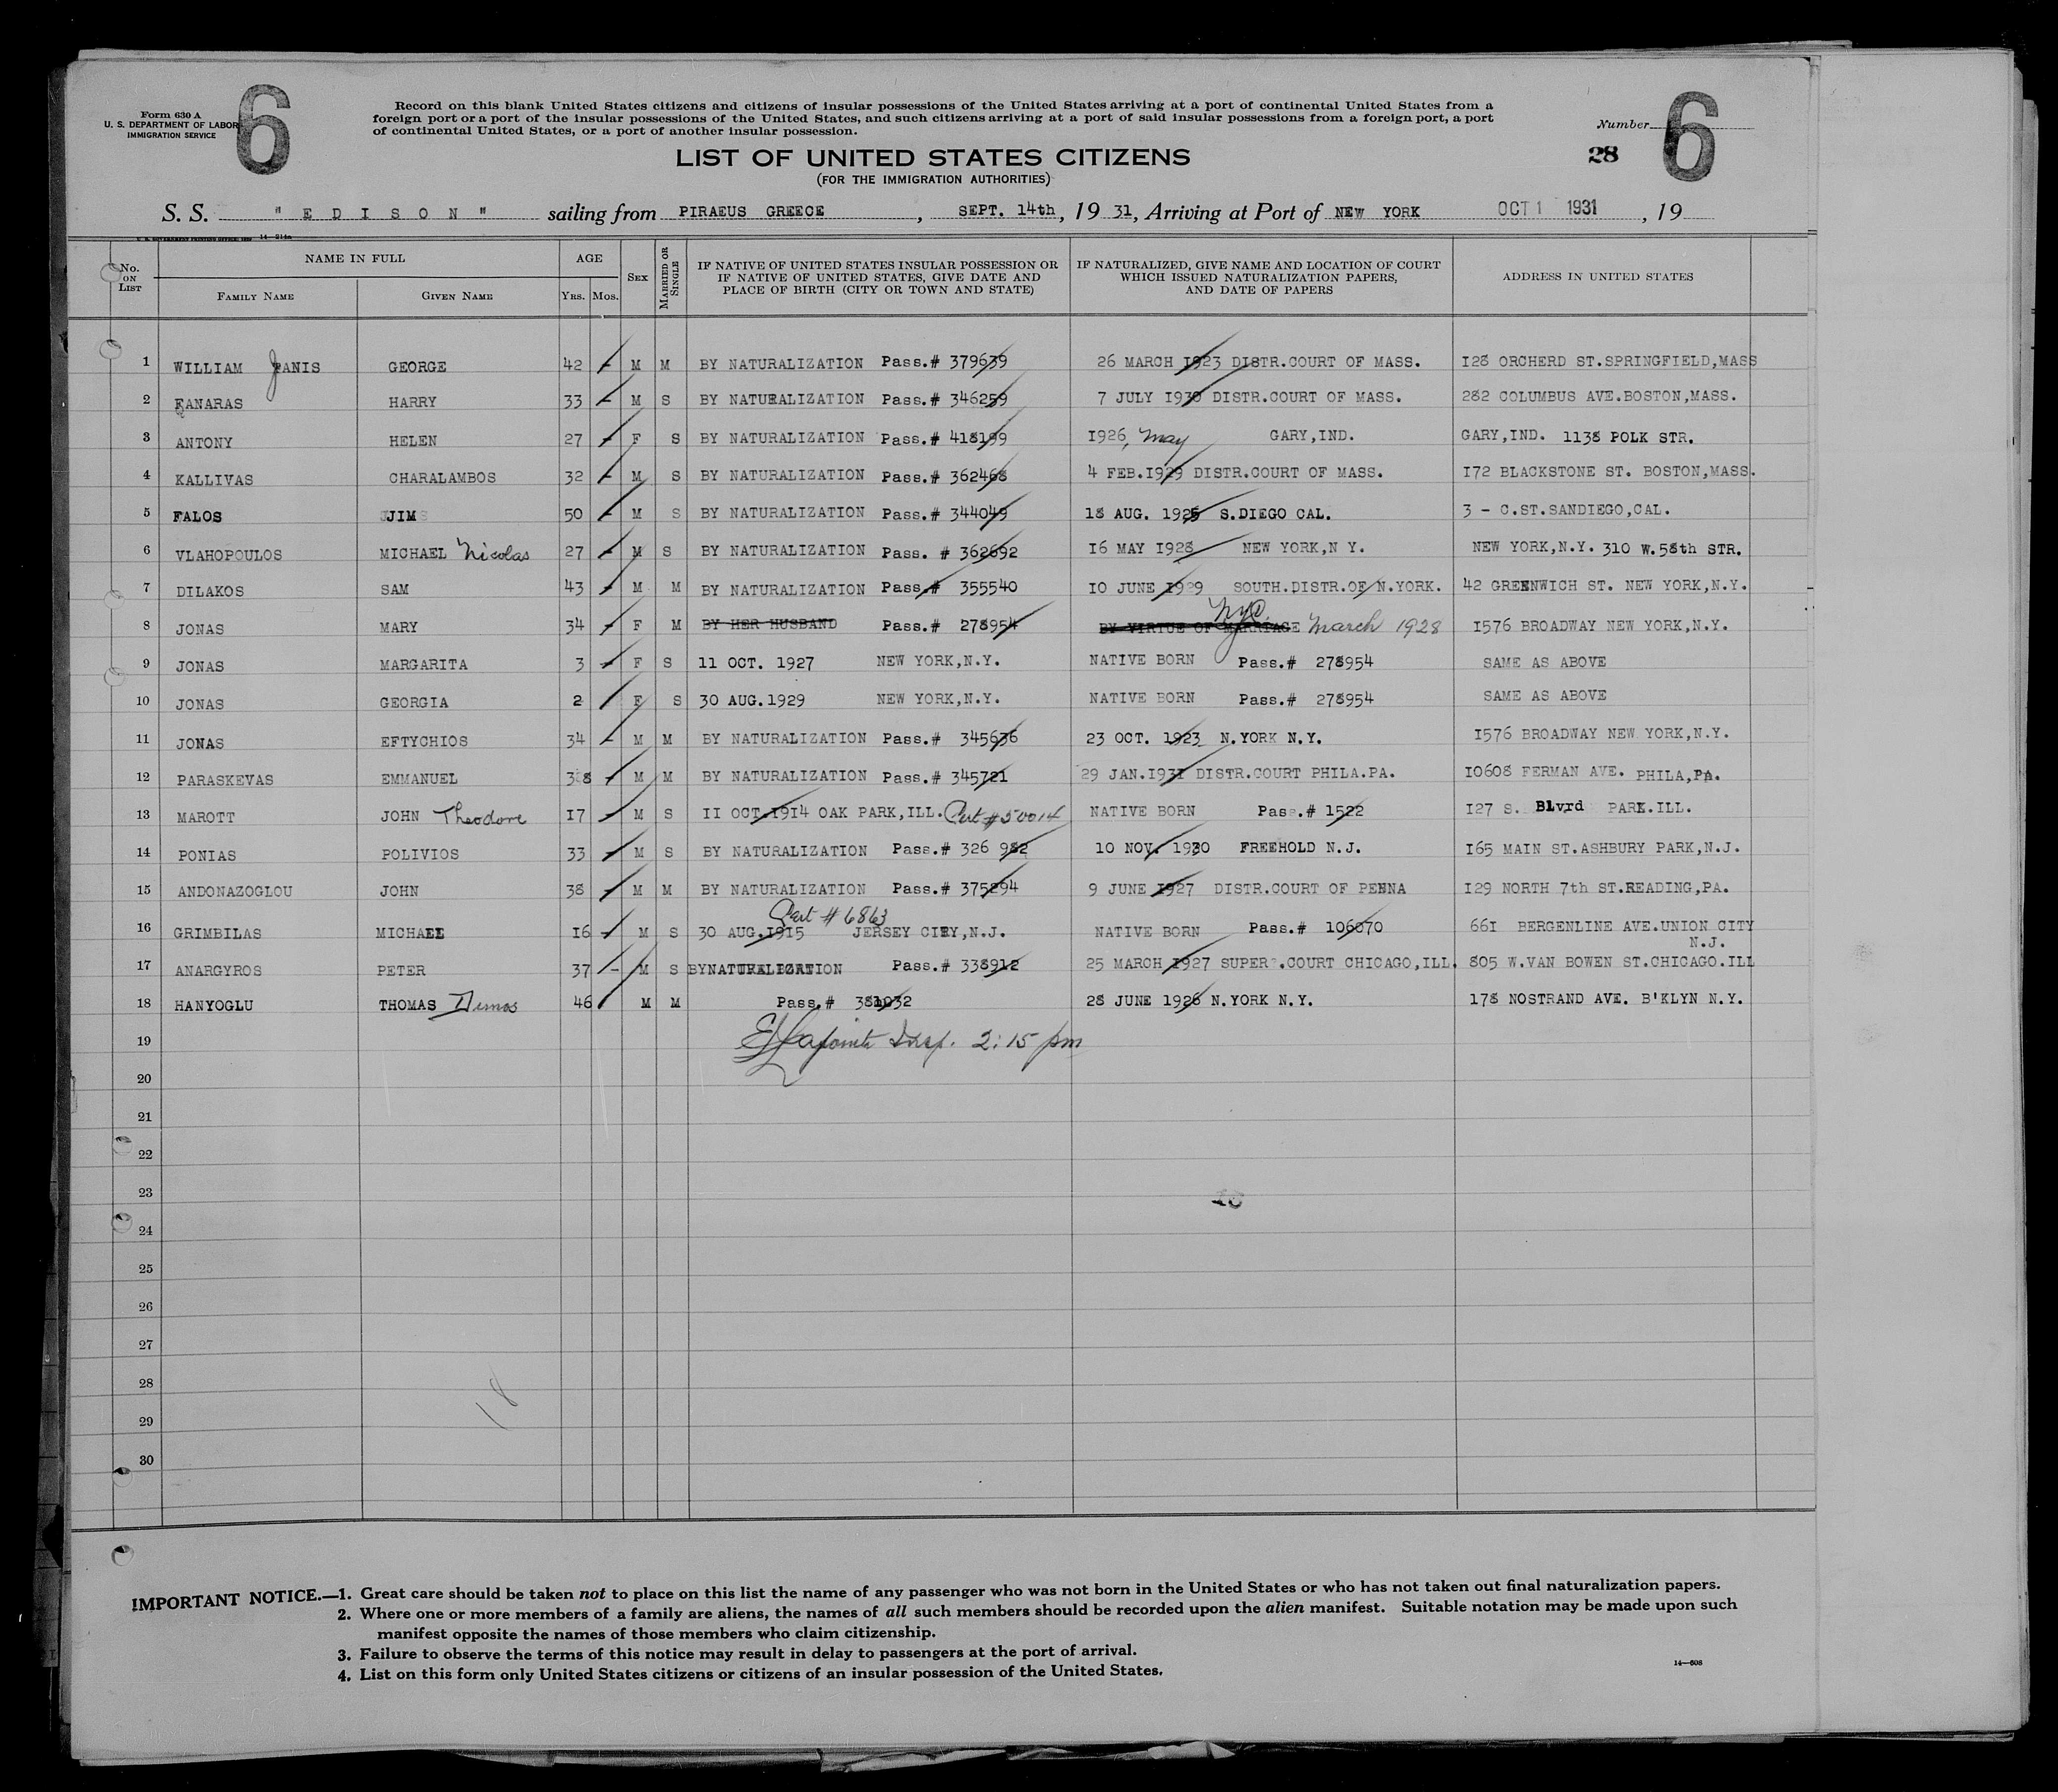 Form 630 A
U. S. DEPARTMENT OF LABOR
IMMIGRATION SERVICE
6
Record on this blank United States citizens and citizens of insular possessions of the United States arriving at a port of continental United States from a
foreign port or a port of the insular possessions of the United States, and such citizens arriving at a port of said insular possessions from a foreign port, a port
of continental United States, or a port of another insular possession.
Number 6
28
LIST OF UNITED STATES CITIZENS
(FOR THE IMMIGRATION AUTHORITIES)
S. S. "EDISON" sailing from PIRAEUS GREECE, SEPT. 14th, 19 31, Arriving at Port of NEW YORK OCT 1 1931, 19
No. ON LIST NAME IN FULL AGE SEX MARRIED OR SINGLE IF NATIVE OF UNITED STATES INSULAR POSSESSION OR IF NATIVE OF UNITED STATES, GIVE DATE AND PLACE OF BIRTH (CITY OR TOWN AND STATE) IF NATURALIZED, GIVE NAME AND LOCATION OF COURT WHICH ISSUED NATURALIZATION PAPERS, AND DATE OF PAPERS ADDRESS IN UNITED STATES
FAMILY NAME GIVEN NAME YRS. MOS.
1 WILLIAM JANIS GEORGE 42 - M M BY NATURALIZATION Pass.# 379639 26 MARCH 1923 DISTR.COURT OF MASS. 128 ORCHERD ST.SPRINGFIELD,MASS
2 HARRY 33 - M S BY NATURALIZATION Pass.# 346259 7 JULY 1930 DISTR.COURT OF MASS. 282 COLUMBUS AVE.BOSTON,MASS.
3 ANTONY HELEN 27 - F S BY NATURALIZATION Pass.# 418199 1926, May GARY,IND. GARY,IND. 1138 POLK STR.
4 KALLIVAS CHARALAMBOS 32 - M S BY NATURALIZATION Pass.# 362468 4 FEB.1929 DISTR.COURT OF MASS. 172 BLACKSTONE ST. BOSTON,MASS.
5 FALOS JIM 50 - M S BY NATURALIZATION Pass.# 344049 18 AUG. 1925 S.DIEGO CAL. 3 - C.ST.SANDIEGO,CAL.
6 VLAHOPOULOS MICHAEL Nicolas 27 - M S BY NATURALIZATION Pass. # 362692 16 MAY 1928 NEW YORK,N Y. NEW YORK,N.Y. 310 W.58th STR.
7 DILAKOS SAM 43 - M M BY NATURALIZATION Pass.# 355540 10 JUNE 1929 SOUTH.DISTR.OF N.YORK. 42 GREENWICH ST. NEW YORK,N.Y.
8 JONAS MARY 34 - F M BY HER HUSBAND Pass.# 278954 BY VIRTUE OF MARRIAGE NYC March 1928 1576 BROADWAY NEW YORK,N.Y.
9 JONAS MARGARITA 3 - F S 11 OCT. 1927 NEW YORK,N.Y. NATIVE BORN Pass.# 278954 SAME AS ABOVE
10 JONAS GEORGIA 2 F S 30 AUG.1929 NEW YORK,N.Y. NATIVE BORN Pass.# 278954 SAME AS ABOVE
11 JONAS EFTYCHIOS 34 - M M BY NATURALIZATION Pass.# 345636 23 OCT. 1923 N.YORK N.Y. 1576 BROADWAY NEW YORK,N.Y.
12 PARASKEVAS EMMANUEL 38 - M M BY NATURALIZATION Pass.# 345721 29 JAN.1931 DISTR.COURT PHILA.PA. 10608 FERMAN AVE. PHILA,PA.
13 MAROTT JOHN Theodore 17 - M S 11 OCT.1914 OAK PARK,ILL. Cert #50014 NATIVE BORN Pass.# 1522 127 S. Blvrd PARK.ILL.
14 PONIAS POLIVIOS 33 - M S BY NATURALIZATION Pass.# 326 982 10 NOV. 1930 FREEHOLD N.J. 165 MAIN ST.ASHBURY PARK,N.J.
15 ANDONAZOGLOU JOHN 38 - M M BY NATURALIZATION Pass.# 375294 9 JUNE 1927 DISTR.COURT OF PENNA 129 NORTH 7th ST.READING,PA.
Cert # 6863
16 GRIMBILAS MICHAEL 16 - M S 30 AUG.1915 JERSEY CITY,N.J. NATIVE BORN Pass.# 106070 661 BERGENLINE AVE.UNION CITY
N.J.
17 ANARGYROS PETER 37 - M S BY NATURALIZATION Pass.# 338912 25 MARCH 1927 SUPER.COURT CHICAGO,ILL. 805 W.VAN BOWEN ST.CHICAGO.ILL
18 HANYOGLU THOMAS Demos 46 M M Pass.# 381032 28 JUNE 1926 N.YORK N.Y. 178 NOSTRAND AVE. B'KLYN N.Y.
19 Insp. 2:15 pm
20
21
22
23
24
25
26
27
28
29
30
18
IMPORTANT NOTICE.—1. Great care should be taken not to place on this list the name of any passenger who was not born in the United States or who has not taken out final naturalization papers.
2. Where one or more members of a family are aliens, the names of all such members should be recorded upon the alien manifest. Suitable notation may be made upon such
manifest opposite the names of those members who claim citizenship.
3. Failure to observe the terms of this notice may result in delay to passengers at the port of arrival.
4. List on this form only United States citizens or citizens of an insular possession of the United States.
14—608